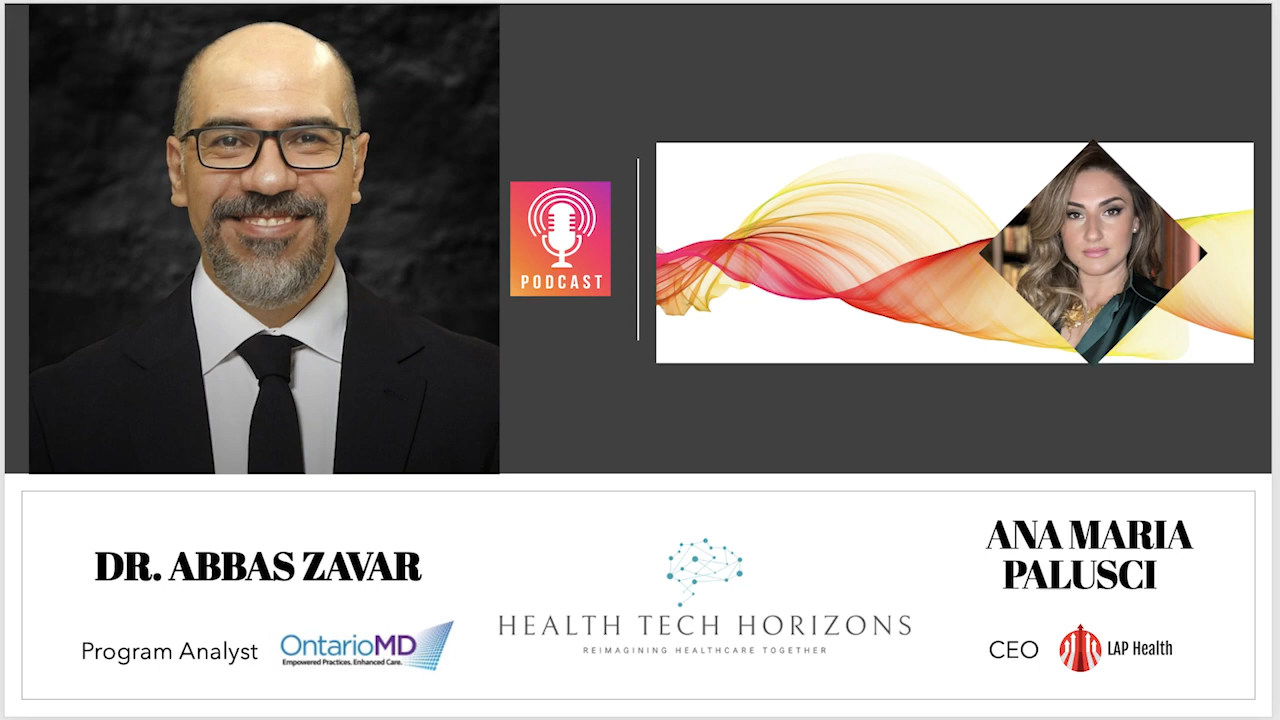 PODCAST
DR. ABBAS ZAVAR
Program Analyst
OntarioMD
Empowered Practices. Enhanced Care.
HEALTH TECH HORIZONS
REIMAGINING HEALTHCARE TOGETHER
ANA MARIA
PALUSCI
CEO
LAP Health